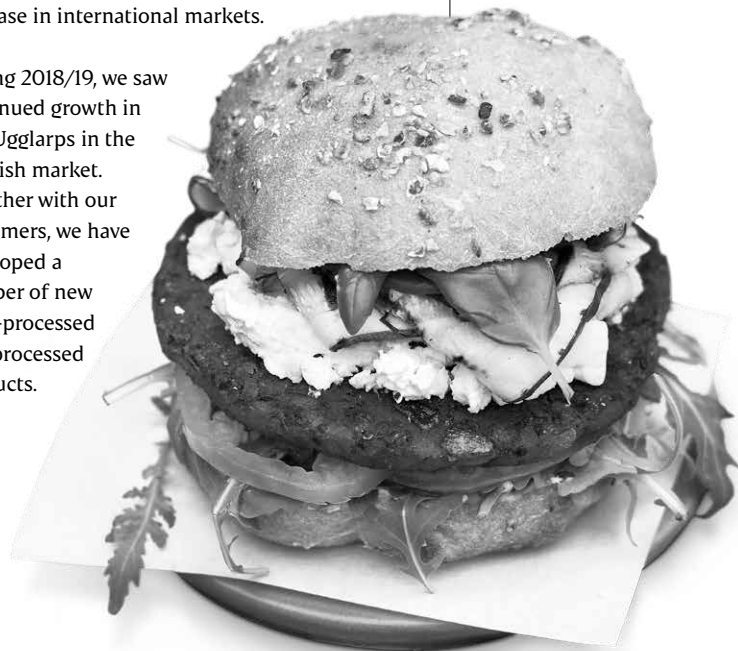 ase in international markets.
ng 2018/19, we saw
nued growth in
Ugglarps in the
ish market.
ther with our
mers, we have
oped a
ber of new
-processed
processed
ucts.